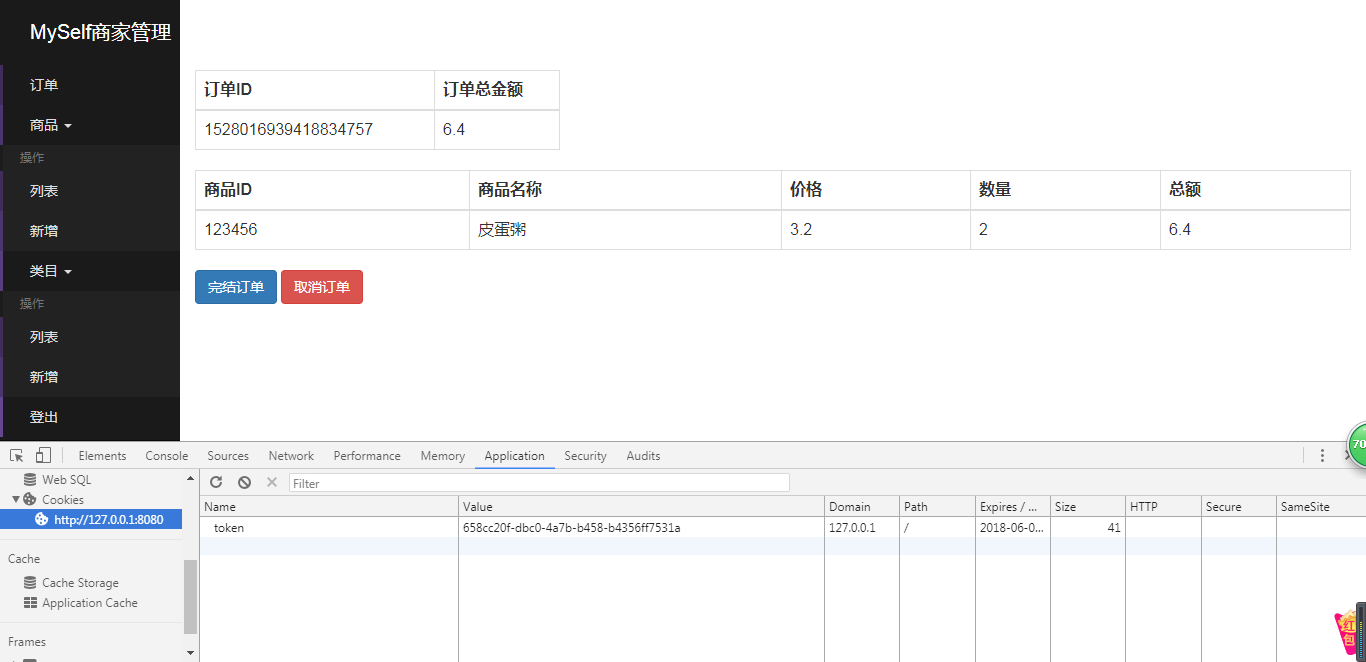 MySelf商家管理
订单
商品
操作
列表
新增
类目
操作
列表
新增
登出
订单ID 订单总金额
1528016939418834757 6.4
商品ID 商品名称 价格 数量 总额
123456 皮蛋粥 3.2 2 6.4
完结订单 取消订单
Elements Console Sources Network Performance Memory Application Security Audits
Web SQL
Cookies
http://127.0.0.1:8080
Cache
Cache Storage
Application Cache
Frames
Filter
Name Value Domain Path Expires / ... Size HTTP Secure SameSite
token 658cc20f-dbc0-4a7b-b458-b4356ff7531a 127.0.0.1 / 2018-06-0... 41
70
红
包